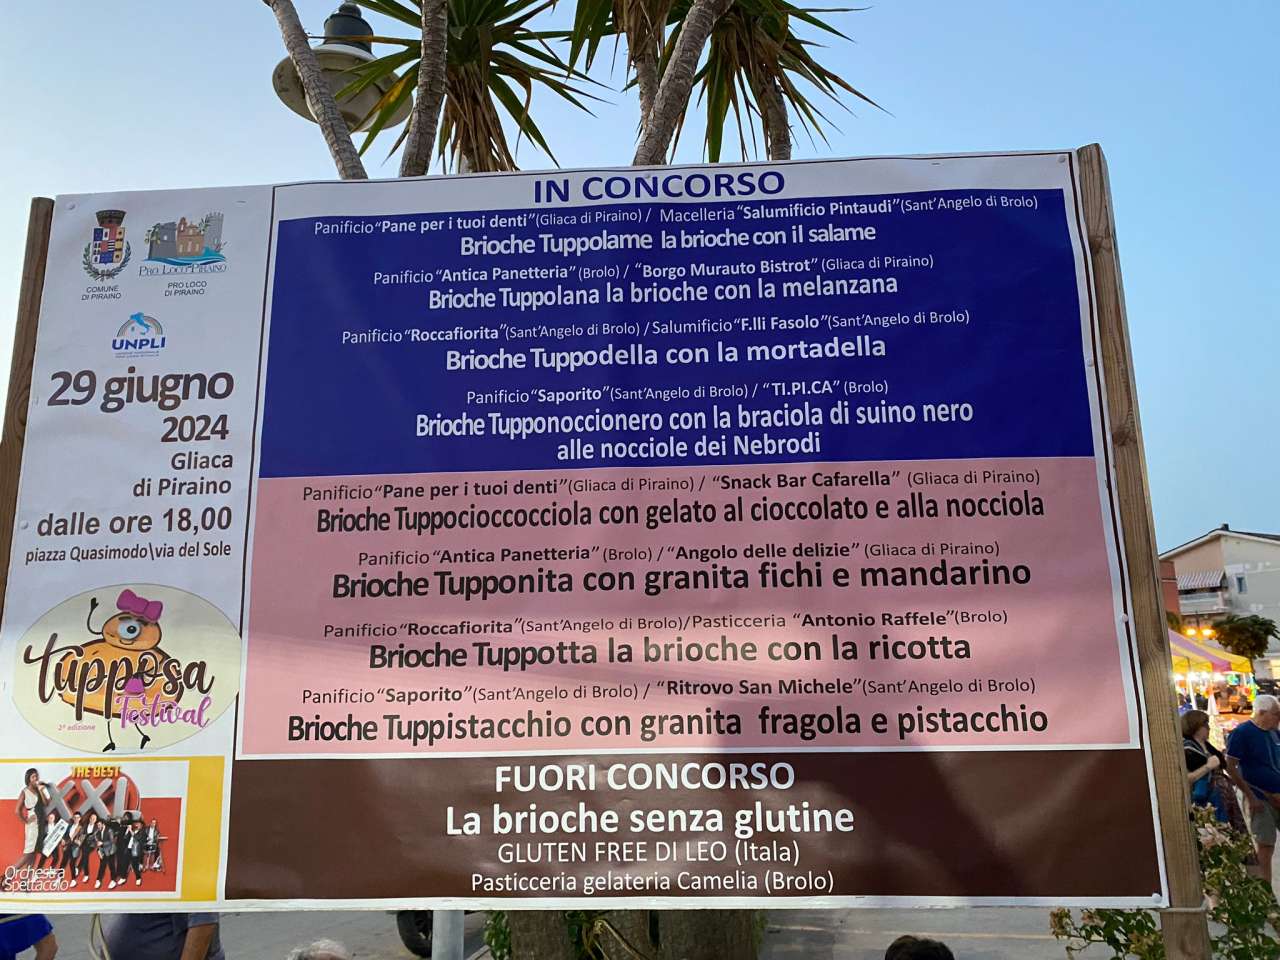 COMUNE
DI PIRAINO
PRO LOCO PIRAINO
PRO LOCO
DI PIRAINO
UNPLI
29 giugno
2024
Gliaca
di Piraino
dalle ore 18,00
piazza Quasimodo\via del Sole
tupposa
Festival
2ª edizione
THE BEST
XXL
Orchestra
Spettacolo
IN CONCORSO
Panificio "Pane per i tuoi denti" (Gliaca di Piraino) / Macelleria "Salumificio Pintaudi" (Sant'Angelo di Brolo)
Brioche Tuppolame la brioche con il salame
Panificio "Antica Panetteria" (Brolo) / "Borgo Murauto Bistrot" (Gliaca di Piraino)
Brioche Tuppolana la brioche con la melanzana
Panificio "Roccafiorita" (Sant'Angelo di Brolo) / Salumificio "F.lli Fasolo" (Sant'Angelo di Brolo)
Brioche Tuppodella con la mortadella
Panificio "Saporito" (Sant'Angelo di Brolo) / "TI.PI.CA" (Brolo)
Brioche Tupponoccionero con la braciola di suino nero
alle nocciole dei Nebrodi
Panificio "Pane per i tuoi denti" (Gliaca di Piraino) / "Snack Bar Cafarella" (Gliaca di Piraino)
Brioche Tuppocioccocciola con gelato al cioccolato e alla nocciola
Panificio "Antica Panetteria" (Brolo) / "Angolo delle delizie" (Gliaca di Piraino)
Brioche Tupponita con granita fichi e mandarino
Panificio "Roccafiorita" (Sant'Angelo di Brolo)/Pasticceria "Antonio Raffele" (Brolo)
Brioche Tuppotta la brioche con la ricotta
Panificio "Saporito" (Sant'Angelo di Brolo) / "Ritrovo San Michele" (Sant'Angelo di Brolo)
Brioche Tuppistacchio con granita fragola e pistacchio
FUORI CONCORSO
La brioche senza glutine
GLUTEN FREE DI LEO (Itala)
Pasticceria gelateria Camelia (Brolo)